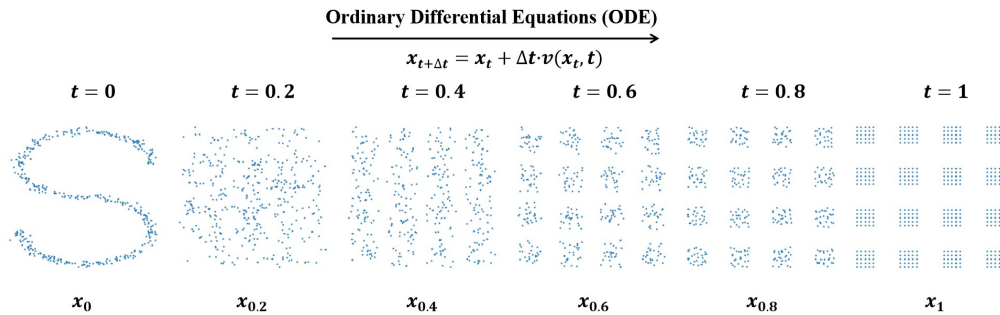 Ordinary Differential Equations (ODE)
x_{t+Δt} = x_t + Δt·v(x_t, t)
t = 0 t = 0.2 t = 0.4 t = 0.6 t = 0.8 t = 1
x_0 x_{0.2} x_{0.4} x_{0.6} x_{0.8} x_1